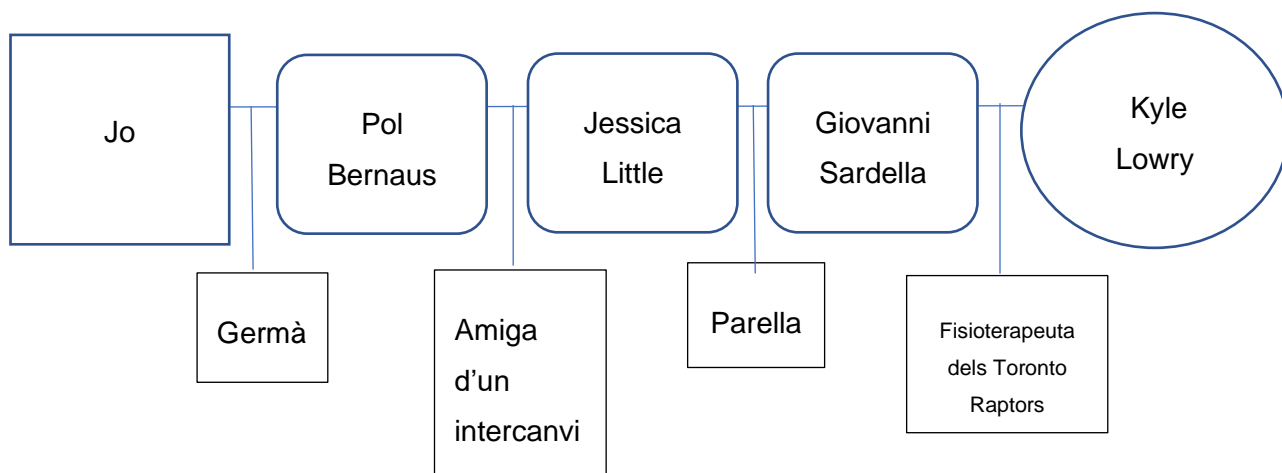 Jo
Pol
Bernaus
Jessica
Little
Giovanni
Sardella
Kyle
Lowry
Germà
Amiga
d’un
intercanvi
Parella
Fisioterapeuta
dels Toronto
Raptors